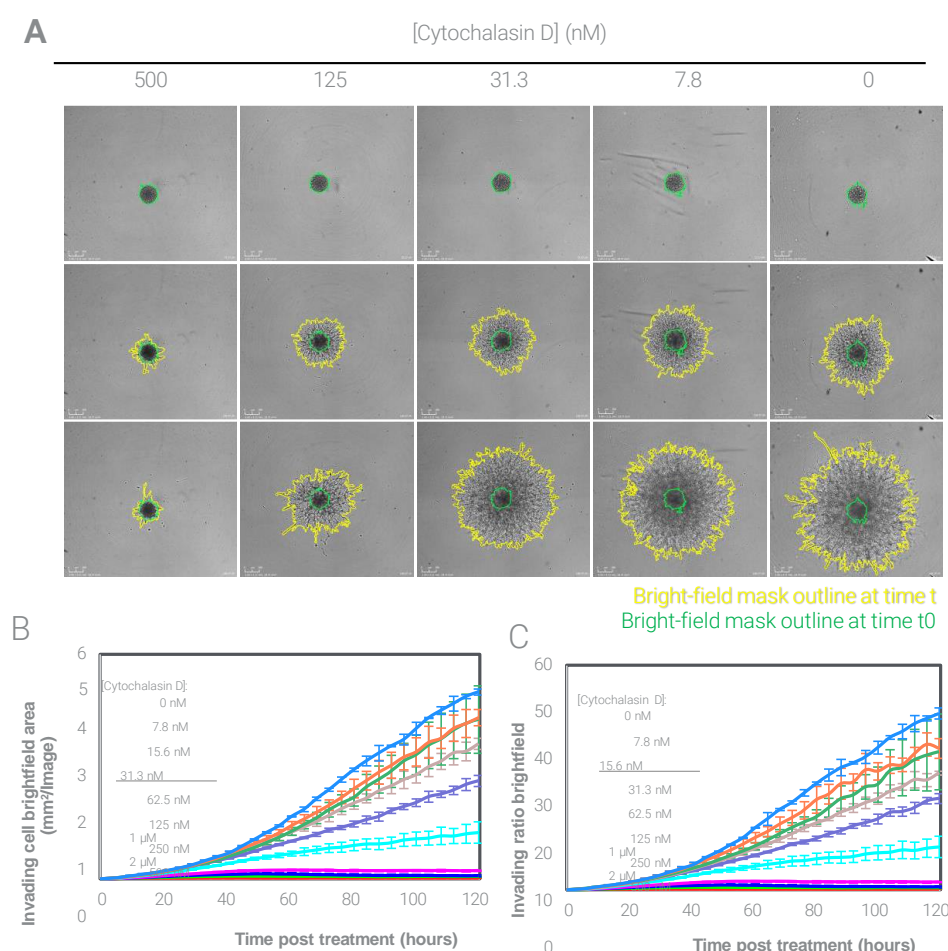 A
[Cytochalasin D] (nM)
500 125 31.3 7.8 0
Bright-field mask outline at time t
Bright-field mask outline at time t0
B
Invading cell brightfield area
(mm²/Image)
6
5
4
3
2
1
0
[Cytochalasin D]:
0 nM
7.8 nM
15.6 nM
31.3 nM
62.5 nM
125 nM
1 µM
250 nM
2 µM
0 20 40 60 80 100 120
Time post treatment (hours)
C
Invading ratio brightfield
60
50
40
30
20
10
0
[Cytochalasin D]:
0 nM
7.8 nM
15.6 nM
31.3 nM
62.5 nM
125 nM
1 µM
250 nM
2 µM
0 20 40 60 80 100 120
Time post treatment (hours)